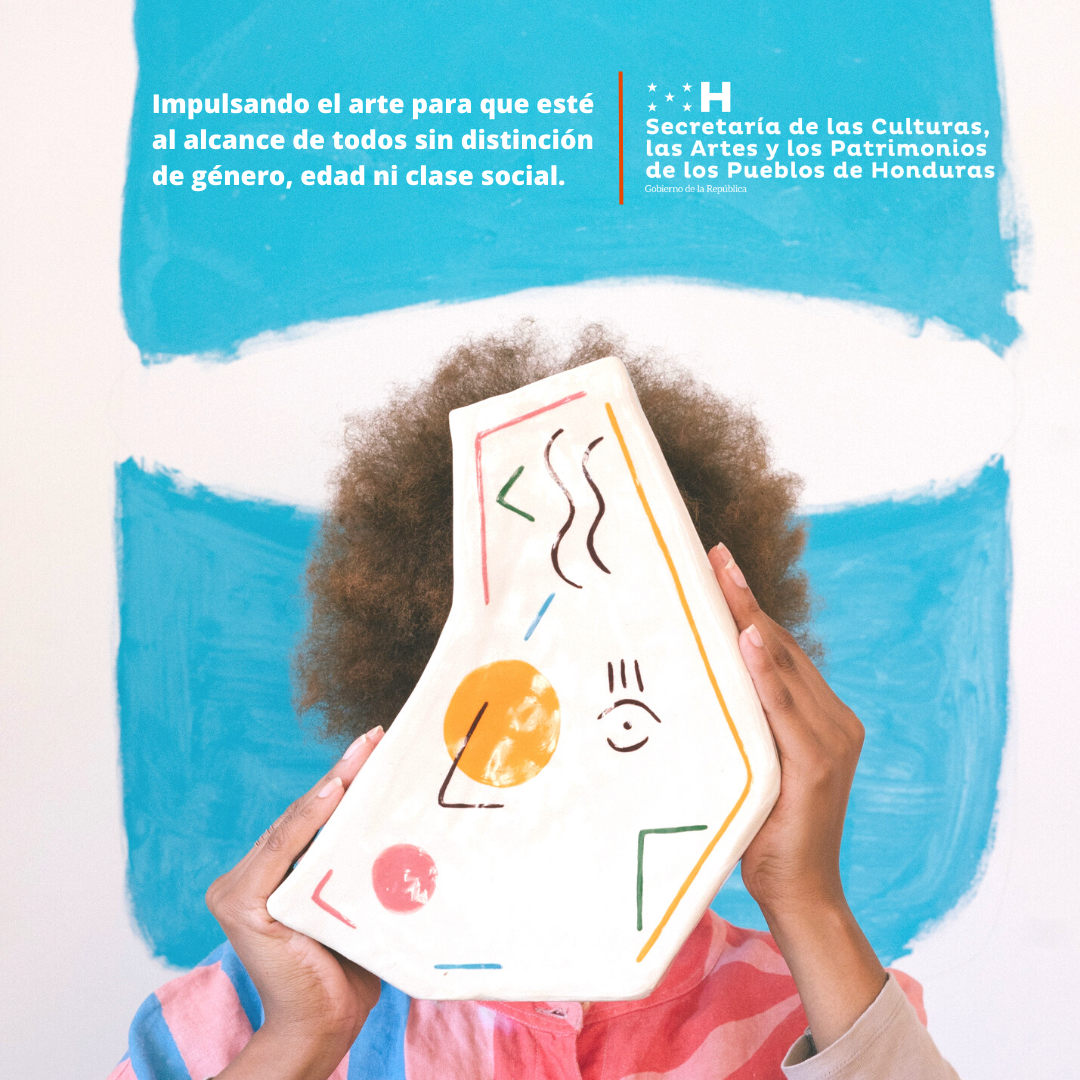 Impulsando el arte para que esté
al alcance de todos sin distinción
de género, edad ni clase social.
H
Secretaría de las Culturas,
las Artes y los Patrimonios
de los Pueblos de Honduras
Gobierno de la República